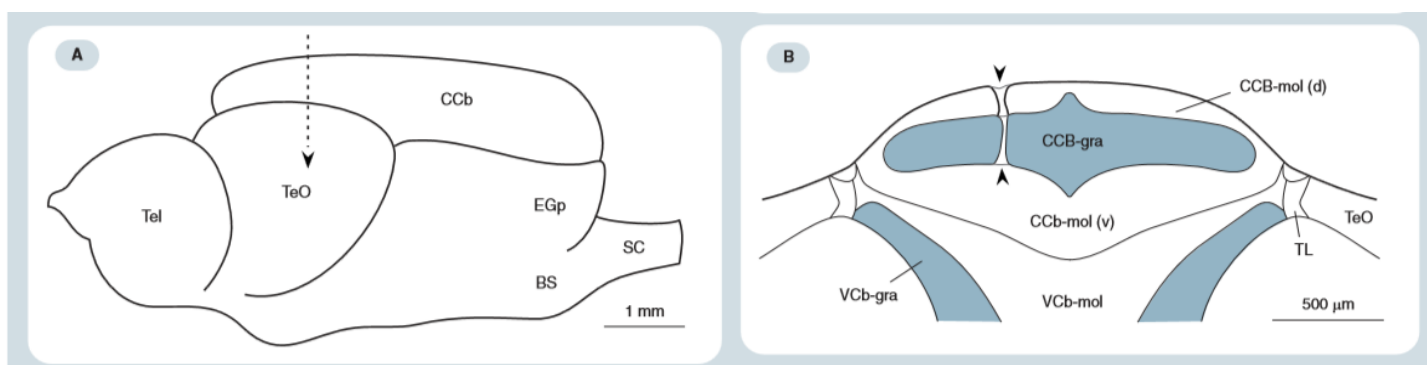 A
CCb
TeO
Tel
EGp
SC
BS
1 mm
B
CCB-mol (d)
CCB-gra
CCb-mol (v)
TeO
TL
VCb-gra
VCb-mol
500 μm